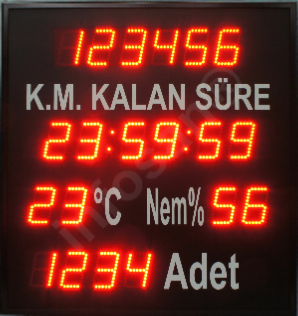 123456
K.M. KALAN SÜRE
23:59:59
23°C Nem%56
1234 Adet